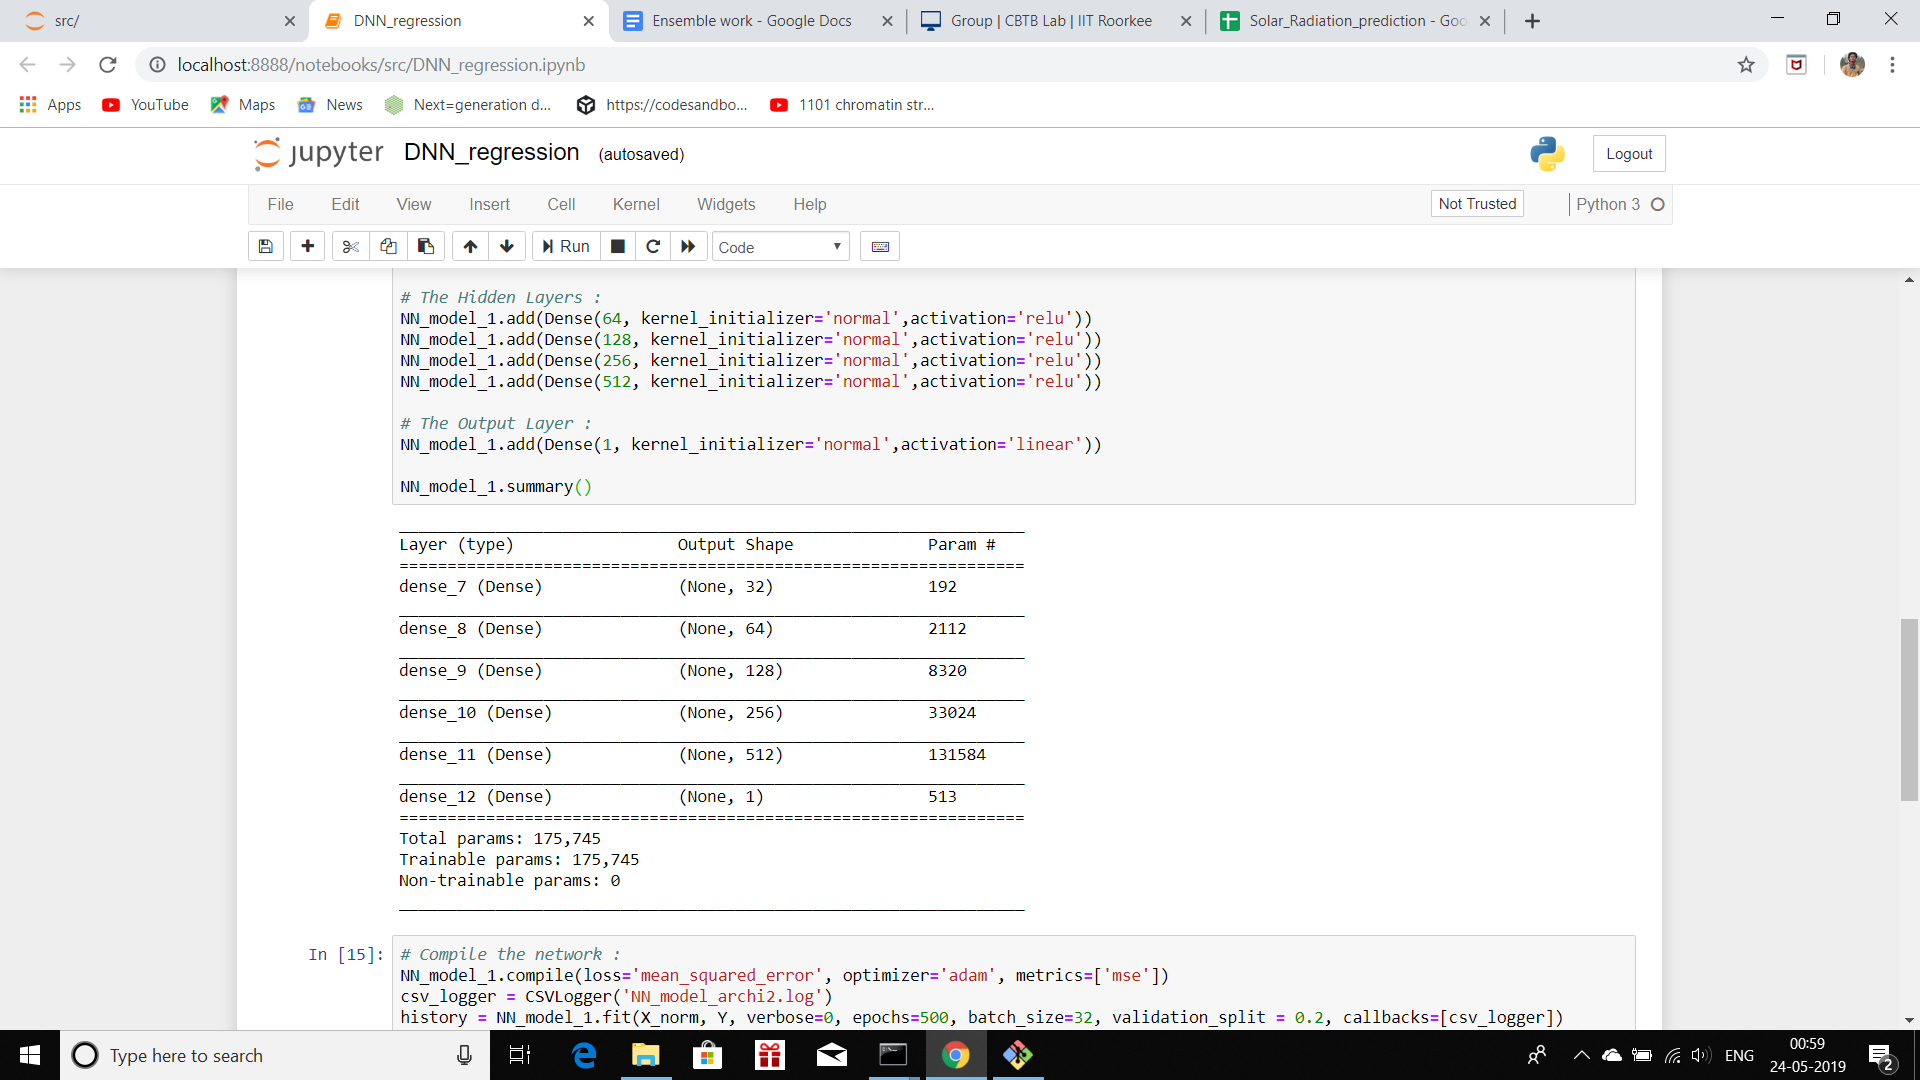 src/
DNN_regression
Ensemble work - Google Docs
Group | CBTB Lab | IIT Roorkee
Solar_Radiation_prediction - Goo
localhost:8888/notebooks/src/DNN_regression.ipynb
Apps
YouTube
Maps
News
Next=generation d...
https://codesandbo...
1101 chromatin str...
jupyter DNN_regression (autosaved)
Logout
File Edit View Insert Cell Kernel Widgets Help
Not Trusted
Python 3
Run
Code
# The Hidden Layers :
NN_model_1.add(Dense(64, kernel_initializer='normal',activation='relu'))
NN_model_1.add(Dense(128, kernel_initializer='normal',activation='relu'))
NN_model_1.add(Dense(256, kernel_initializer='normal',activation='relu'))
NN_model_1.add(Dense(512, kernel_initializer='normal',activation='relu'))
# The Output Layer :
NN_model_1.add(Dense(1, kernel_initializer='normal',activation='linear'))
NN_model_1.summary()
Layer (type) Output Shape Param #
=================================================================
dense_7 (Dense) (None, 32) 192
dense_8 (Dense) (None, 64) 2112
dense_9 (Dense) (None, 128) 8320
dense_10 (Dense) (None, 256) 33024
dense_11 (Dense) (None, 512) 131584
dense_12 (Dense) (None, 1) 513
=================================================================
Total params: 175,745
Trainable params: 175,745
Non-trainable params: 0
In [15]:
# Compile the network :
NN_model_1.compile(loss='mean_squared_error', optimizer='adam', metrics=['mse'])
csv_logger = CSVLogger('NN_model_archi2.log')
history = NN_model_1.fit(X_norm, Y, verbose=0, epochs=500, batch_size=32, validation_split = 0.2, callbacks=[csv_logger])
Type here to search
ENG
00:59
24-05-2019
2